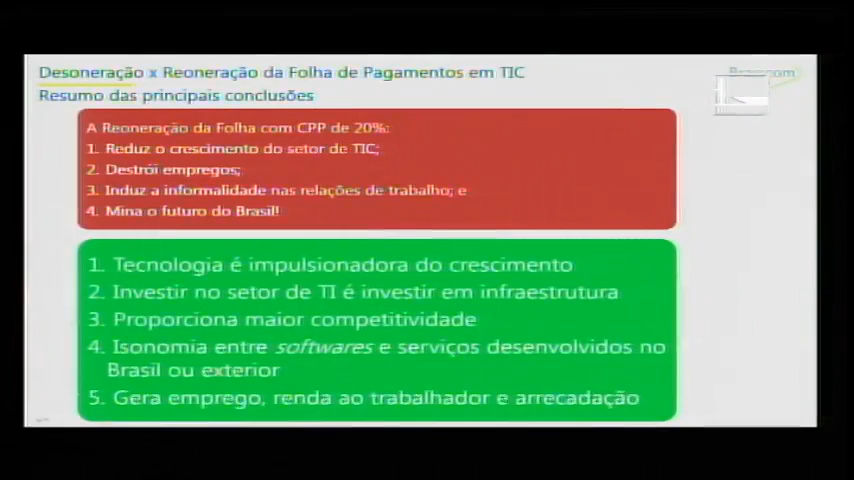 Desoneração x Reoneração da Folha de Pagamentos em TIC
Resumo das principais conclusões
A Reoneração da Folha com CPP de 20%:
1. Reduz o crescimento do setor de TIC;
2. Destrói empregos;
3. Induz a informalidade nas relações de trabalho; e
4. Mina o futuro do Brasil!
1. Tecnologia é impulsionadora do crescimento
2. Investir no setor de TI é investir em infraestrutura
3. Proporciona maior competitividade
4. Isonomia entre softwares e serviços desenvolvidos no
Brasil ou exterior
5. Gera emprego, renda ao trabalhador e arrecadação